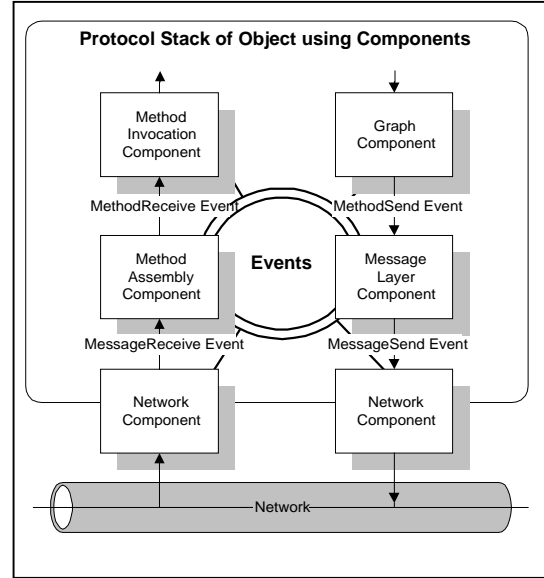 Protocol Stack of Object using Components
Method
Invocation
Component
Graph
Component
MethodReceive Event
MethodSend Event
Method
Assembly
Component
Events
Message
Layer
Component
MessageReceive Event
MessageSend Event
Network
Component
Network
Component
Network